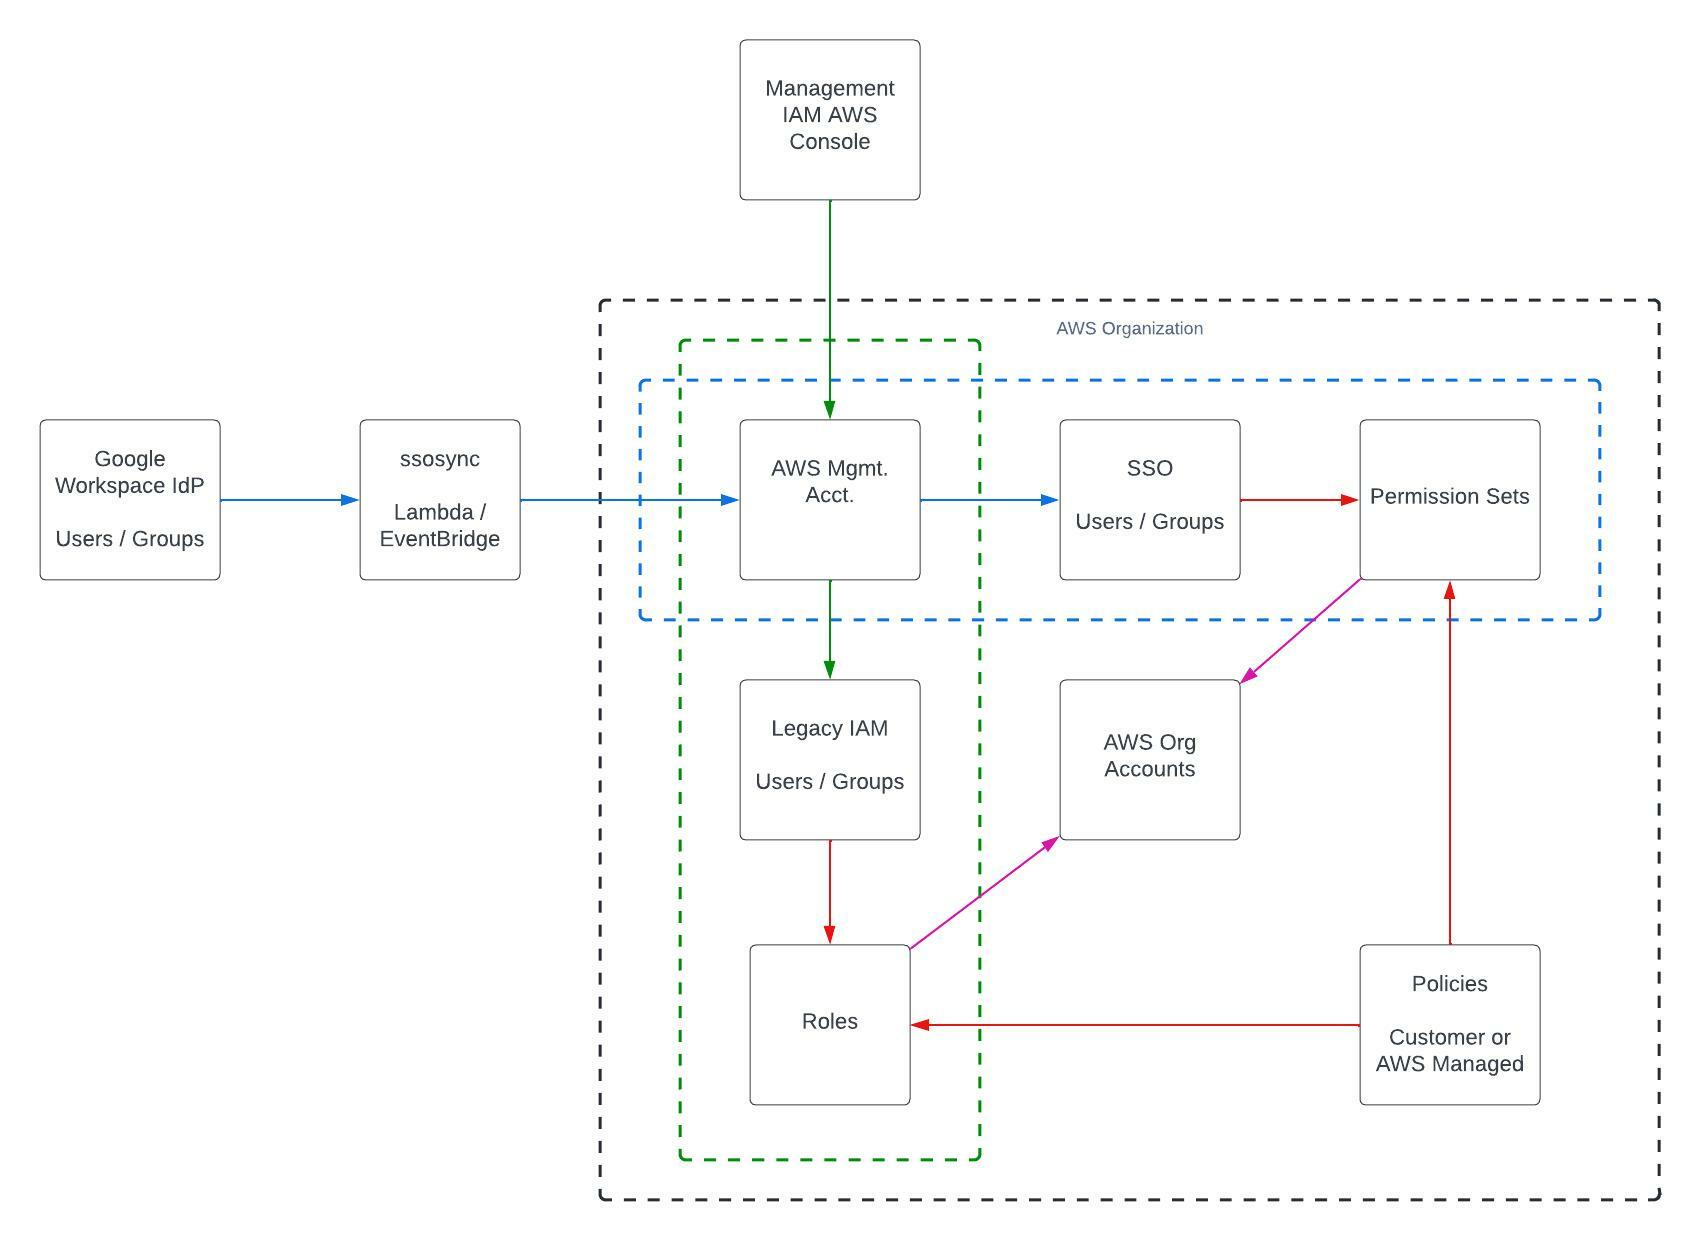 Management
IAM AWS
Console
AWS Organization
Google
Workspace IdP
Users / Groups
ssosync
Lambda /
EventBridge
AWS Mgmt.
Acct.
SSO
Users / Groups
Permission Sets
Legacy IAM
Users / Groups
AWS Org
Accounts
Roles
Policies
Customer or
AWS Managed